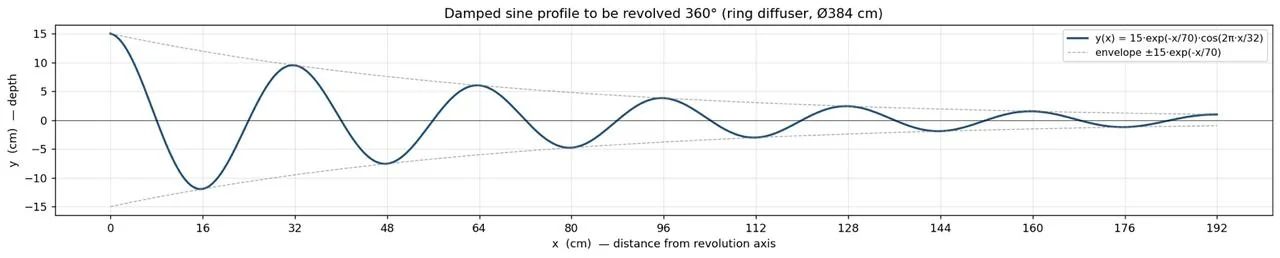 Damped sine profile to be revolved 360° (ring diffuser, Ø384 cm)
y(x) = 15·exp(-x/70)·cos(2π·x/32)
envelope ±15·exp(-x/70)
y (cm) — depth
15
10
5
0
−5
−10
−15
0 16 32 48 64 80 96 112 128 144 160 176 192
x (cm) — distance from revolution axis